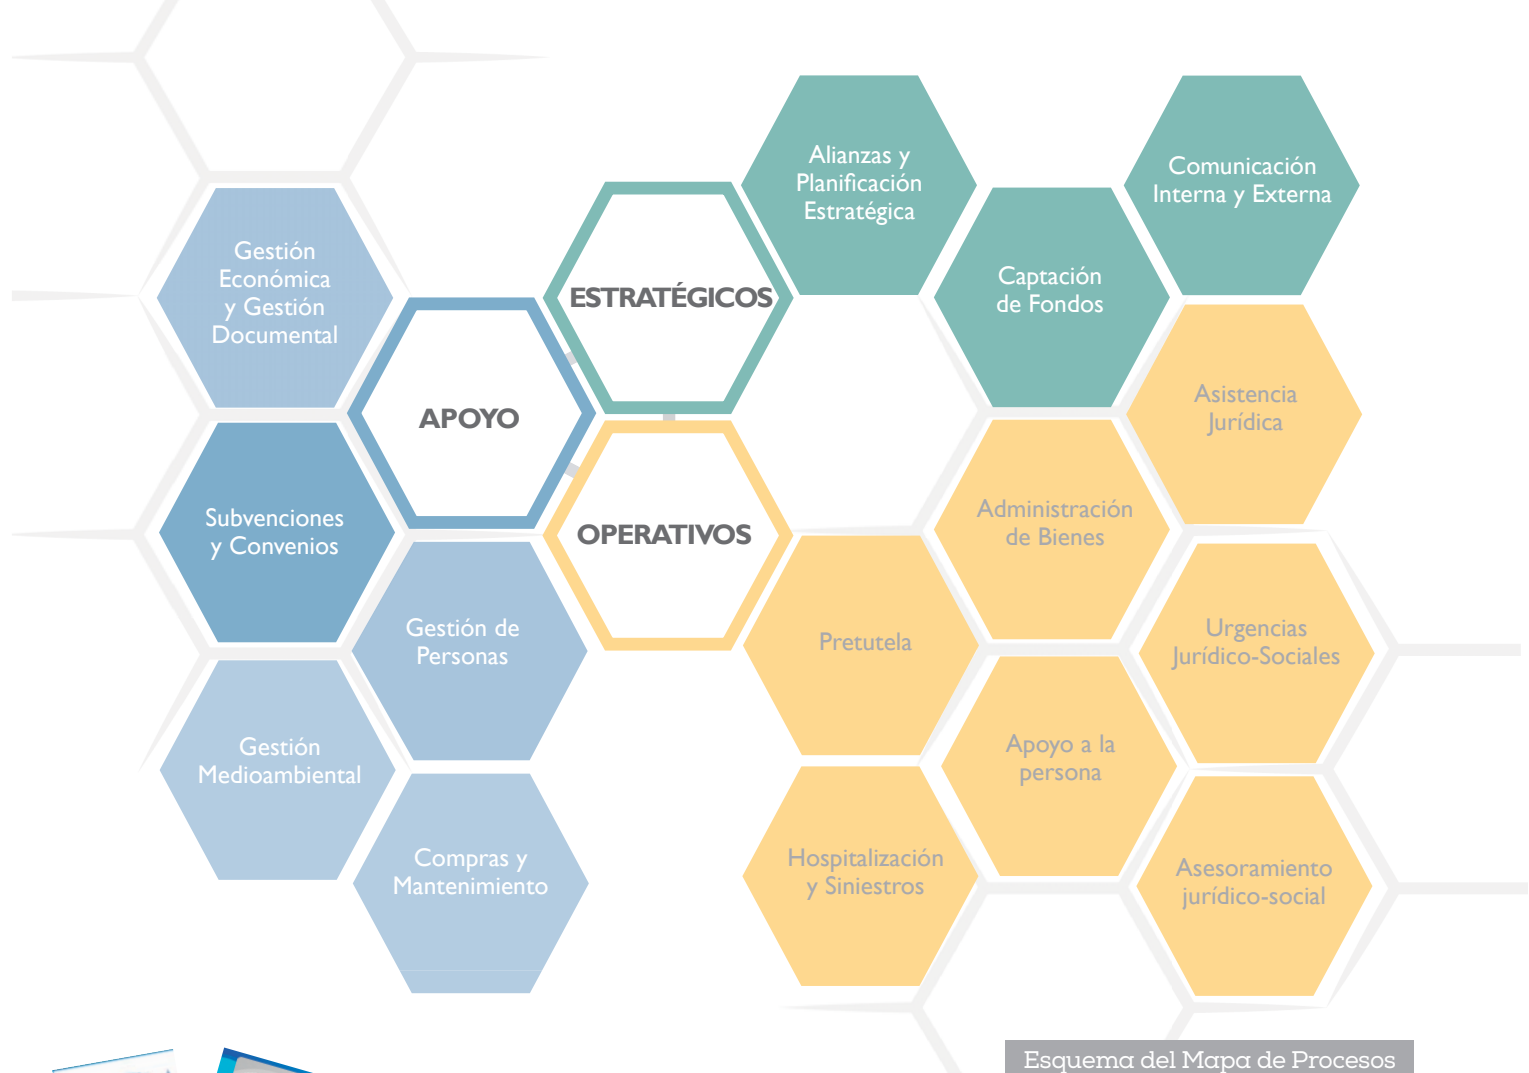 Alianzas y
Planificación
Estratégica
Comunicación
Interna y Externa
Captación
de Fondos
Gestión
Económica
y Gestión
Documental
ESTRATÉGICOS
APOYO
Asistencia
Jurídica
Subvenciones
y Convenios
OPERATIVOS
Administración
de Bienes
Gestión de
Personas
Pretutela
Urgencias
Jurídico-Sociales
Gestión
Medioambiental
Apoyo a la
persona
Compras y
Mantenimiento
Hospitalización
y Siniestros
Asesoramiento
jurídico-social
Esquema del Mapa de Procesos